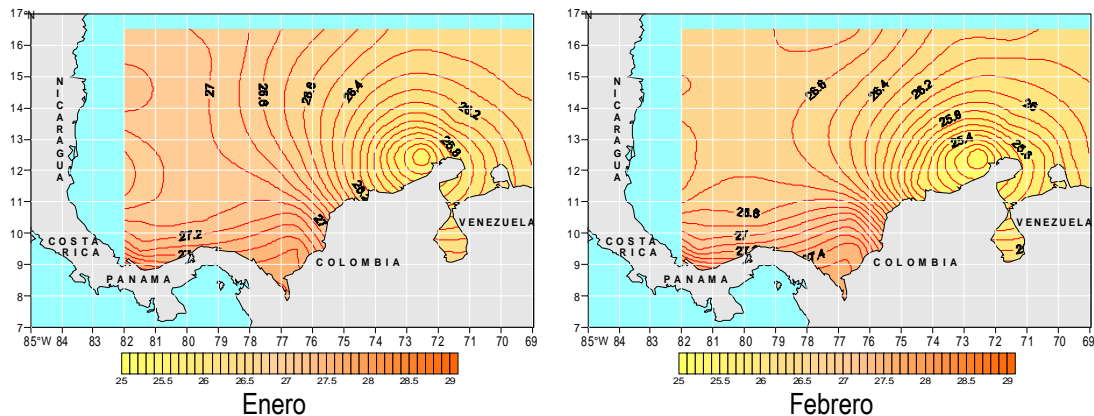 17°N
16
15
14
13
12
11
10
9
8
7
NICARAGUA
27
26.4
27.2
COSTA
RICA
PANAMA
COLOMBIA
VENEZUELA
85°W 84 83 82 81 80 79 78 77 76 75 74 73 72 71 70 69
25 25.5 26 26.5 27 27.5 28 28.5 29
Enero
17°N
16
15
14
13
12
11
10
9
8
7
NICARAGUA
26.6
26.4
26.2
25.4
27
COSTA
RICA
PANAMA
COLOMBIA
VENEZUELA
85°W 84 83 82 81 80 79 78 77 76 75 74 73 72 71 70 69
25 25.5 26 26.5 27 27.5 28 28.5 29
Febrero